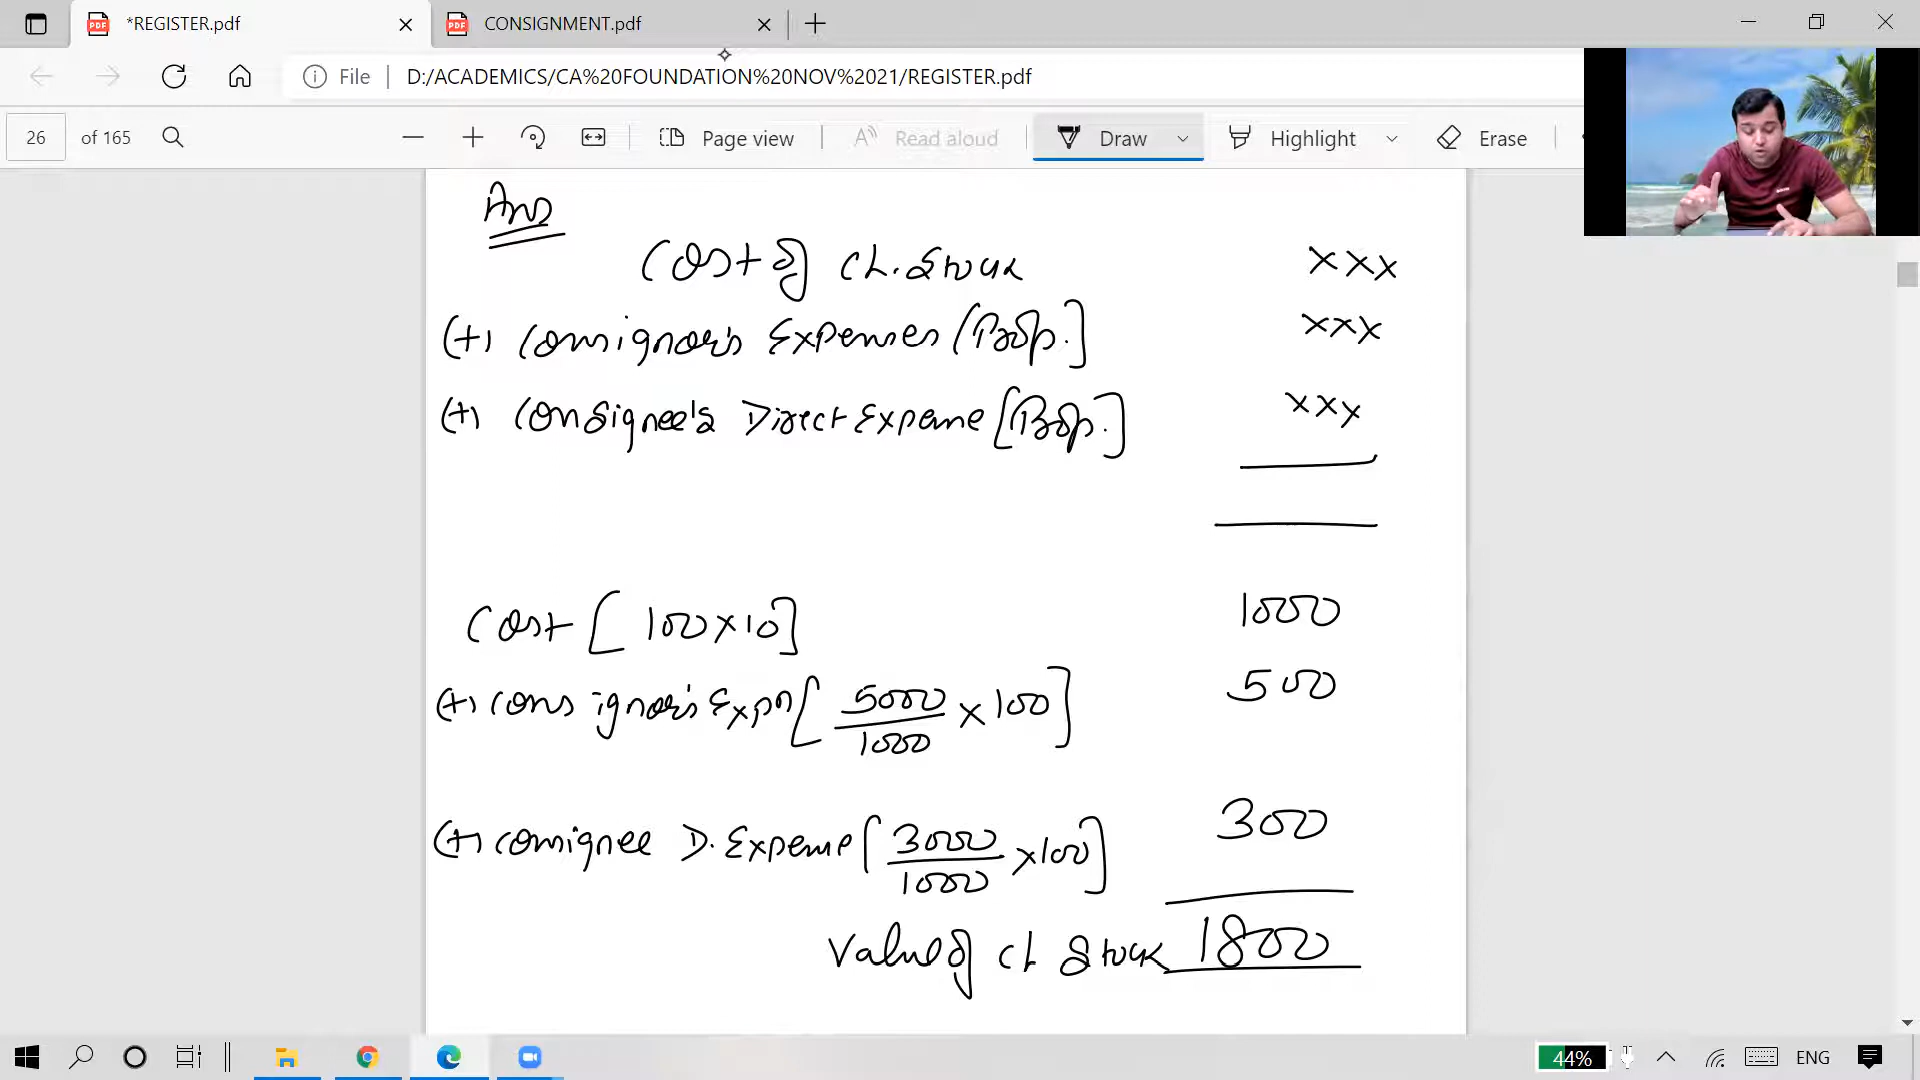 *REGISTER.pdf
CONSIGNMENT.pdf
File
D:/ACADEMICS/CA%20FOUNDATION%20NOV%2021/REGISTER.pdf
26 of 165
Page view
Read aloud
Draw
Highlight
Erase
Ans
Cost of Cl. Stock xxx
(+) Consignor's Expenses [Prop.] xxx
(+) Consignee's Direct Expense [Prop.] xxx
Cost [100×10] 1000
(+) Consignor's Expn [5000/1000 × 100] 500
(+) Consignee D. Expense [3000/1000 × 100] 300
Value of Cl Stock 1800
44%
ENG